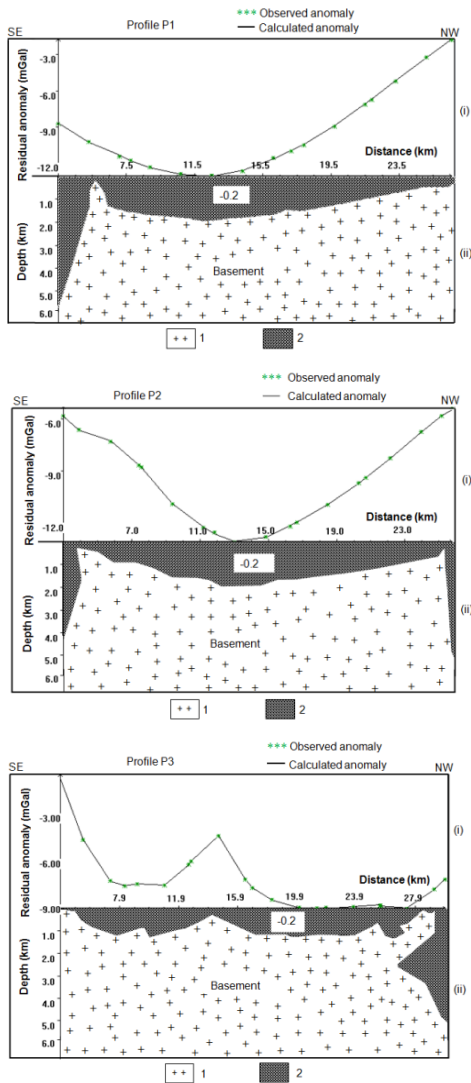 SE
Profile P1
*** Observed anomaly
Calculated anomaly
NW
Residual anomaly (mGal)
-3.0
-6.0
-9.0
-12.0
7.5
11.5
15.5
19.5
23.5
Distance (km)
(i)
-0.2
Depth (km)
1.0
2.0
3.0
4.0
5.0
6.0
Basement
(ii)
++ 1
2
SE
Profile P2
*** Observed anomaly
Calculated anomaly
NW
Residual anomaly (mGal)
-6.0
-9.0
-12.0
7.0
11.0
15.0
19.0
23.0
Distance (km)
(i)
-0.2
Depth (km)
1.0
2.0
3.0
4.0
5.0
6.0
Basement
(ii)
++ 1
2
SE
Profile P3
*** Observed anomaly
Calculated anomaly
NW
Residual anomaly (mGal)
-3.00
-6.00
-9.00
7.9
11.9
15.9
19.9
23.9
27.9
Distance (km)
(i)
-0.2
Depth (km)
1.0
2.0
3.0
4.0
5.0
6.0
Basement
(ii)
++ 1
2